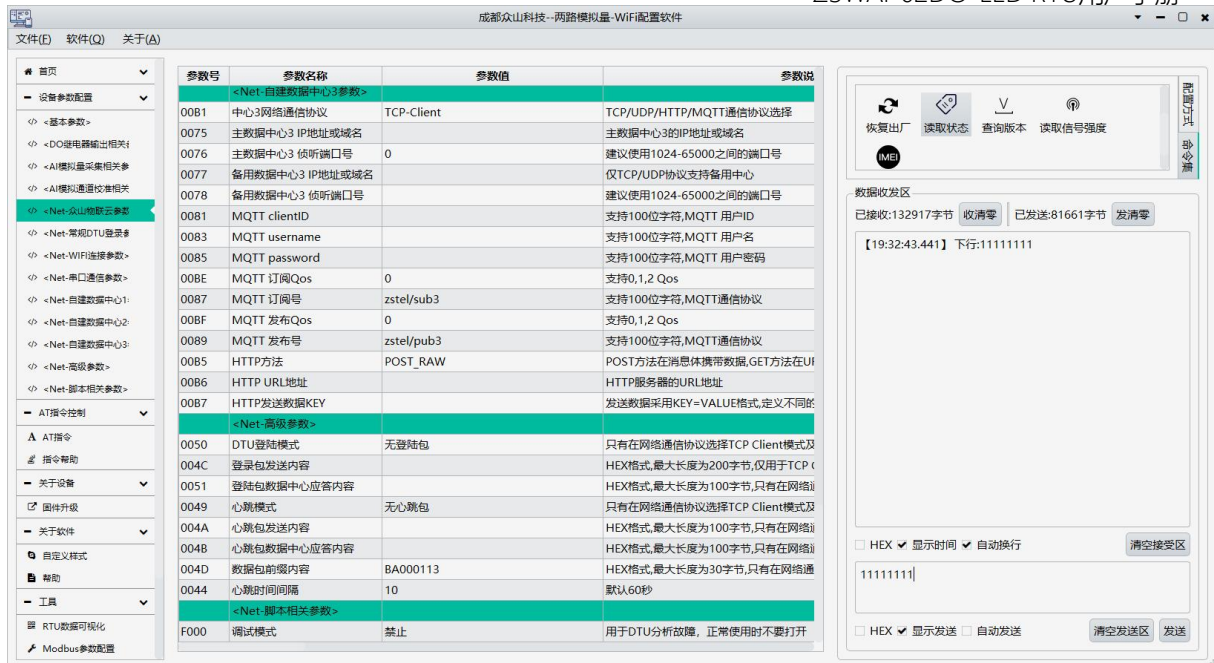 成都众山科技--两路模拟量-WiFi配置软件
文件(F) 软件(Q) 关于(A)
首页
设备参数配置
<基本参数>
<DO继电器输出相关
<AI模拟量采集相关参
<AI模拟通道校准相关
<Net-众山物联云参数
<Net-常规DTU登录
<Net-WIFI连接参数>
<Net-串口通信参数>
<Net-自建数据中心1
<Net-自建数据中心2
<Net-自建数据中心3
<Net-高级参数>
<Net-脚本相关参数>
AT指令控制
AT指令
指令帮助
关于设备
固件升级
关于软件
自定义样式
帮助
工具
RTU数据可视化
Modbus参数配置
参数号 参数名称 参数值 参数说
<Net-自建数据中心3参数>
00B1 中心3网络通信协议 TCP-Client TCP/UDP/HTTP/MQTT通信协议选择
0075 主数据中心3 IP地址或域名 主数据中心3的IP地址或域名
0076 主数据中心3 侦听端口号 0 建议使用1024-65000之间的端口号
0077 备用数据中心3 IP地址或域名 仅TCP/UDP协议支持备用中心
0078 备用数据中心3 侦听端口号 建议使用1024-65000之间的端口号
0081 MQTT clientID 支持100位字符,MQTT 用户ID
0083 MQTT username 支持100位字符,MQTT 用户名
0085 MQTT password 支持100位字符,MQTT 用户密码
00BE MQTT 订阅Qos 0 支持0,1,2 Qos
0087 MQTT 订阅号 zstel/sub3 支持100位字符,MQTT通信协议
00BF MQTT 发布Qos 0 支持0,1,2 Qos
0089 MQTT 发布号 zstel/pub3 支持100位字符,MQTT通信协议
00B5 HTTP方法 POST_RAW POST方法在消息体携带数据,GET方法在UF
00B6 HTTP URL地址 HTTP服务器的URL地址
00B7 HTTP发送数据KEY 发送数据采用KEY=VALUE格式,定义不同的
<Net-高级参数>
0050 DTU登陆模式 无登陆包 只有在网络通信协议选择TCP Client模式及
004C 登录包发送内容 HEX格式,最大长度为200字节,仅用于TCP
0051 登陆包数据中心应答内容 HEX格式,最大长度为100字节,只有在网络
0049 心跳模式 无心跳包 只有在网络通信协议选择TCP Client模式及
004A 心跳包发送内容 HEX格式,最大长度为100字节,只有在网络
004B 心跳包数据中心应答内容 HEX格式,最大长度为100字节,只有在网络
004D 数据包前缀内容 BA000113 HEX格式,最大长度为30字节,只有在网络通
0044 心跳时间间隔 10 默认60秒
<Net-脚本相关参数>
F000 调试模式 禁止 用于DTU分析故障，正常使用时不要打开
恢复出厂 读取状态 查询版本 读取信号强度
IMEI
配置方式
命令集
数据收发区
已接收:132917字节 收清零 已发送:81661字节 发清零
【19:32:43.441】下行:11111111
HEX 显示时间 自动换行 清空接受区
11111111
HEX 显示发送 自动发送 清空发送区 发送